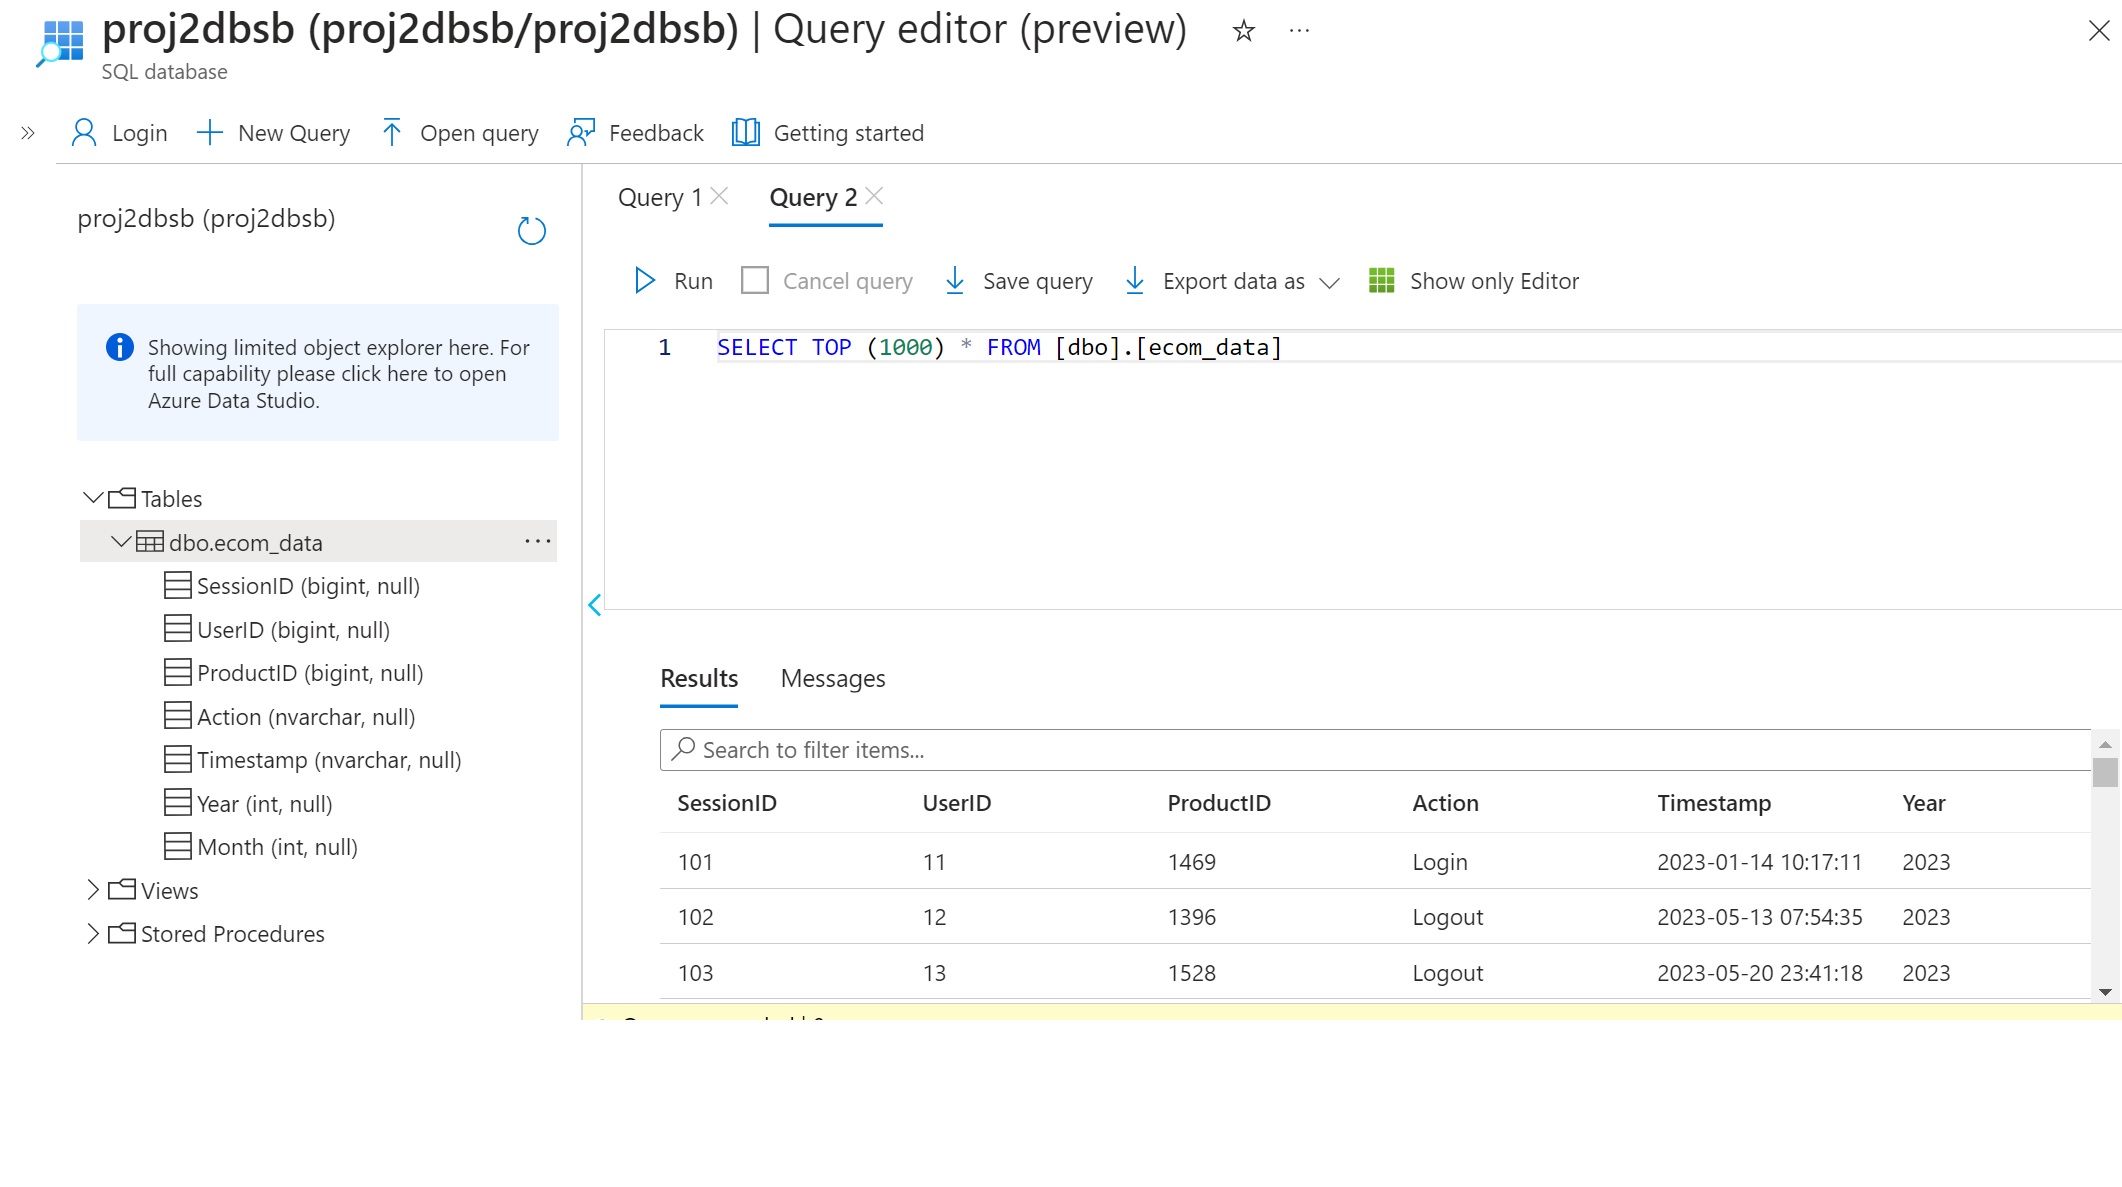 proj2dbsb (proj2dbsb/proj2dbsb) | Query editor (preview)
SQL database
Login
New Query
Open query
Feedback
Getting started
proj2dbsb (proj2dbsb)
Showing limited object explorer here. For
full capability please click here to open
Azure Data Studio.
Tables
dbo.ecom_data
SessionID (bigint, null)
UserID (bigint, null)
ProductID (bigint, null)
Action (nvarchar, null)
Timestamp (nvarchar, null)
Year (int, null)
Month (int, null)
Views
Stored Procedures
Query 1
Query 2
Run
Cancel query
Save query
Export data as
Show only Editor
1 SELECT TOP (1000) * FROM [dbo].[ecom_data]
Results
Messages
Search to filter items...
SessionID UserID ProductID Action Timestamp Year
101 11 1469 Login 2023-01-14 10:17:11 2023
102 12 1396 Logout 2023-05-13 07:54:35 2023
103 13 1528 Logout 2023-05-20 23:41:18 2023